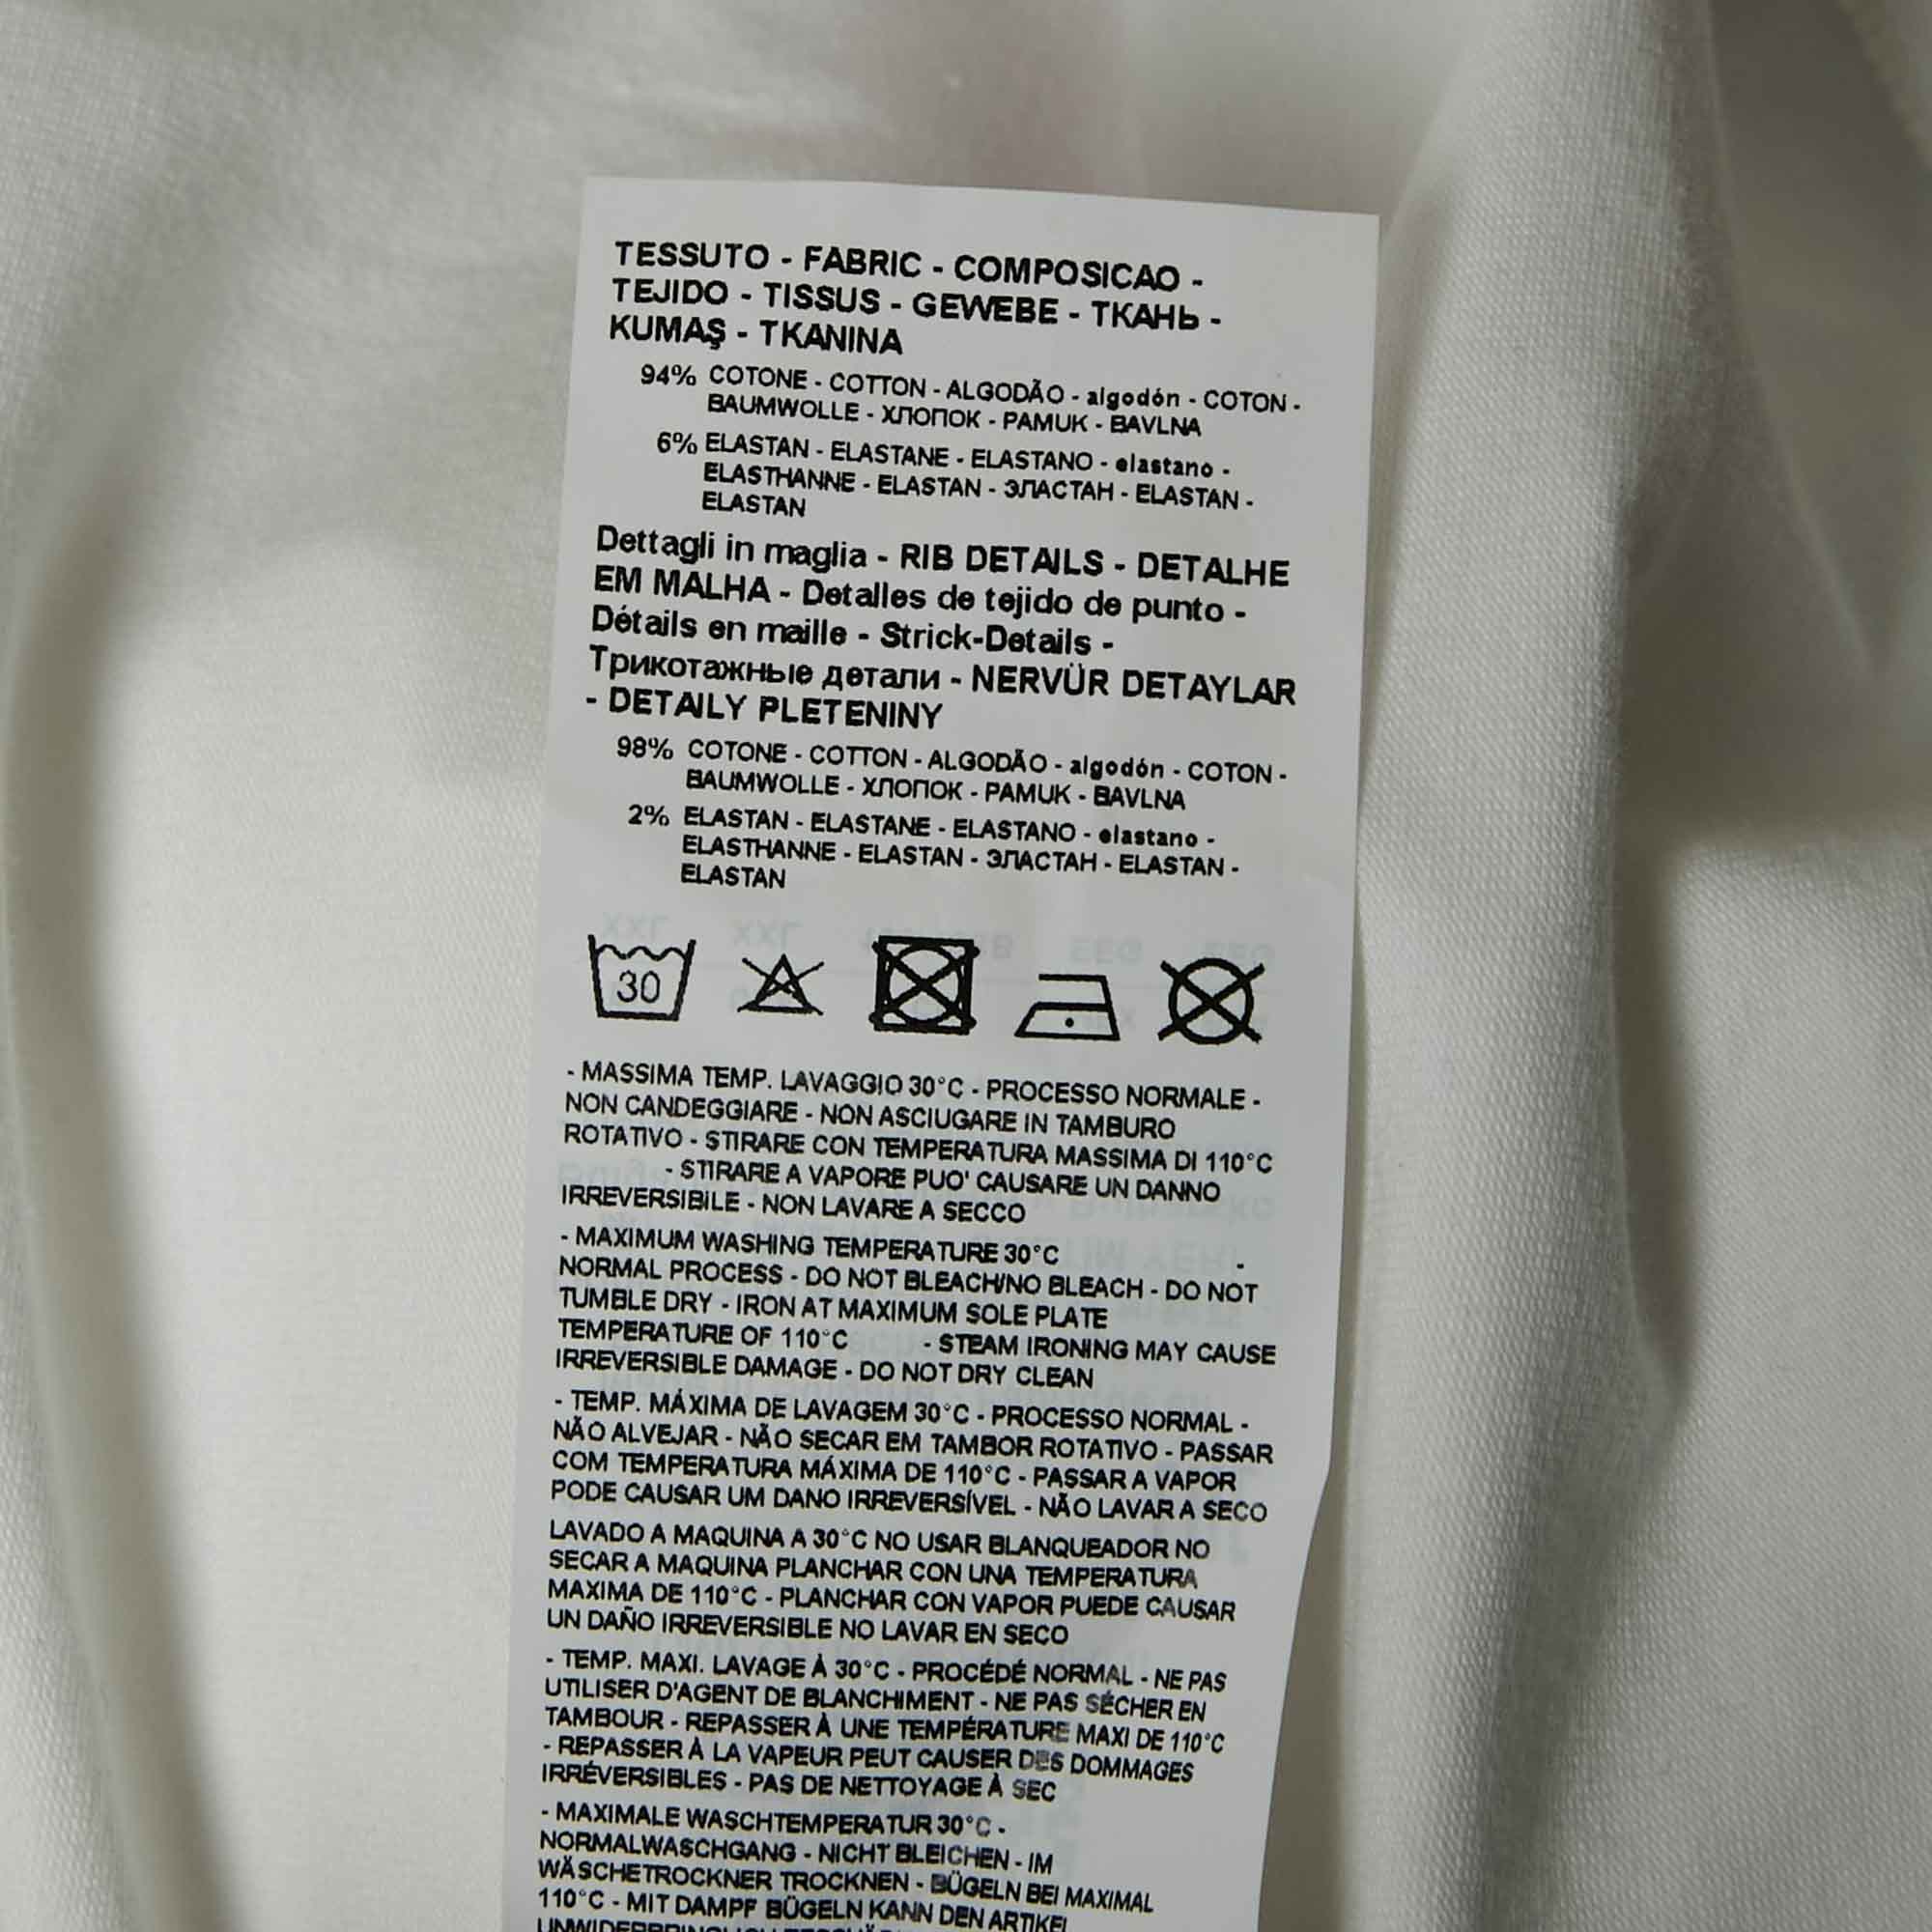 TESSUTO - FABRIC - COMPOSICAO -
TEJIDO - TISSUS - GEWEBE - ТКАНЬ -
KUMAŞ - TKANINA
94% COTONE - COTTON - ALGODÃO - algodón - COTON -
BAUMWOLLE - ХЛОПОК - PAMUK - BAVLNA
6% ELASTAN - ELASTANE - ELASTANO - elastano -
ELASTHANNE - ELASTAN - ЭЛАСТАН - ELASTAN -
ELASTAN
Dettagli in maglia - RIB DETAILS - DETALHE
EM MALHA - Detalles de tejido de punto -
Détails en maille - Strick-Details -
Трикотажные детали - NERVÜR DETAYLAR
- DETAILY PLETENINY
98% COTONE - COTTON - ALGODÃO - algodón - COTON -
BAUMWOLLE - ХЛОПОК - PAMUK - BAVLNA
2% ELASTAN - ELASTANE - ELASTANO - elastano -
ELASTHANNE - ELASTAN - ЭЛАСТАН - ELASTAN -
ELASTAN
30
- MASSIMA TEMP. LAVAGGIO 30°C - PROCESSO NORMALE -
NON CANDEGGIARE - NON ASCIUGARE IN TAMBURO
ROTATIVO - STIRARE CON TEMPERATURA MASSIMA DI 110°C
- STIRARE A VAPORE PUO' CAUSARE UN DANNO
IRREVERSIBILE - NON LAVARE A SECCO
- MAXIMUM WASHING TEMPERATURE 30°C -
NORMAL PROCESS - DO NOT BLEACH/NO BLEACH - DO NOT
TUMBLE DRY - IRON AT MAXIMUM SOLE PLATE
TEMPERATURE OF 110°C - STEAM IRONING MAY CAUSE
IRREVERSIBLE DAMAGE - DO NOT DRY CLEAN
- TEMP. MÁXIMA DE LAVAGEM 30°C - PROCESSO NORMAL -
NÃO ALVEJAR - NÃO SECAR EM TAMBOR ROTATIVO - PASSAR
COM TEMPERATURA MÁXIMA DE 110°C - PASSAR A VAPOR
PODE CAUSAR UM DANO IRREVERSÍVEL - NÃO LAVAR A SECO
LAVADO A MAQUINA A 30°C NO USAR BLANQUEADOR NO
SECAR A MAQUINA PLANCHAR CON UNA TEMPERATURA
MAXIMA DE 110°C - PLANCHAR CON VAPOR PUEDE CAUSAR
UN DAÑO IRREVERSIBLE NO LAVAR EN SECO
- TEMP. MAXI. LAVAGE À 30°C - PROCÉDÉ NORMAL - NE PAS
UTILISER D'AGENT DE BLANCHIMENT - NE PAS SÉCHER EN
TAMBOUR - REPASSER À UNE TEMPÉRATURE MAXI DE 110°C
- REPASSER À LA VAPEUR PEUT CAUSER DES DOMMAGES
IRRÉVERSIBLES - PAS DE NETTOYAGE À SEC
- MAXIMALE WASCHTEMPERATUR 30°C -
NORMALWASCHGANG - NICHT BLEICHEN - IM
WÄSCHETROCKNER TROCKNEN - BÜGELN BEI MAXIMAL
110°C - MIT DAMPF BÜGELN KANN DEN ARTIKEL